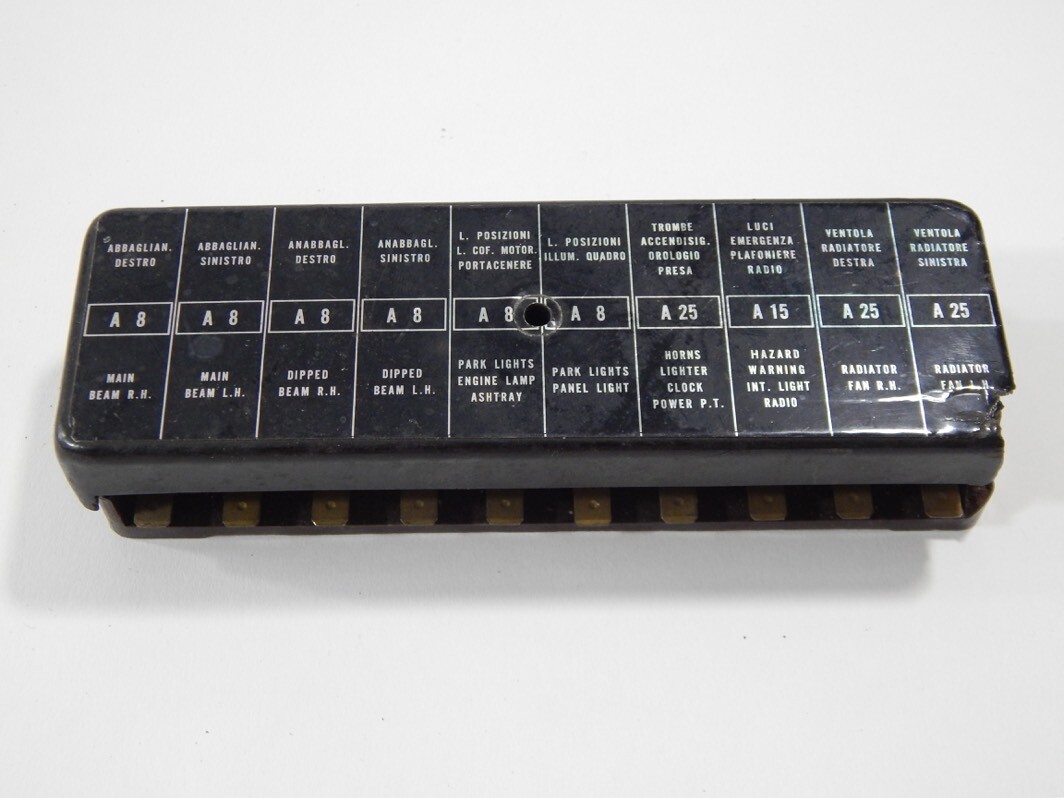 ABBAGLIAN.
DESTRO
ABBAGLIAN.
SINISTRO
ANABBAGL.
DESTRO
ANABBAGL.
SINISTRO
L. POSIZIONI
L. COF. MOTOR.
PORTACENERE
L. POSIZIONI
ILLUM. QUADRO
TROMBE
ACCENDISIG.
OROLOGIO
PRESA
LUCI
EMERGENZA
PLAFONIERE
RADIO
VENTOLA
RADIATORE
DESTRA
VENTOLA
RADIATORE
SINISTRA
A 8
A 8
A 8
A 8
A 8
A 8
A 25
A 15
A 25
A 25
MAIN
BEAM R.H.
MAIN
BEAM L.H.
DIPPED
BEAM R.H.
DIPPED
BEAM L.H.
PARK LIGHTS
ENGINE LAMP
ASHTRAY
PARK LIGHTS
PANEL LIGHT
HORNS
LIGHTER
CLOCK
POWER P.T.
HAZARD
WARNING
INT. LIGHT
RADIO
RADIATOR
FAN R.H.
RADIATOR
FAN L.H.